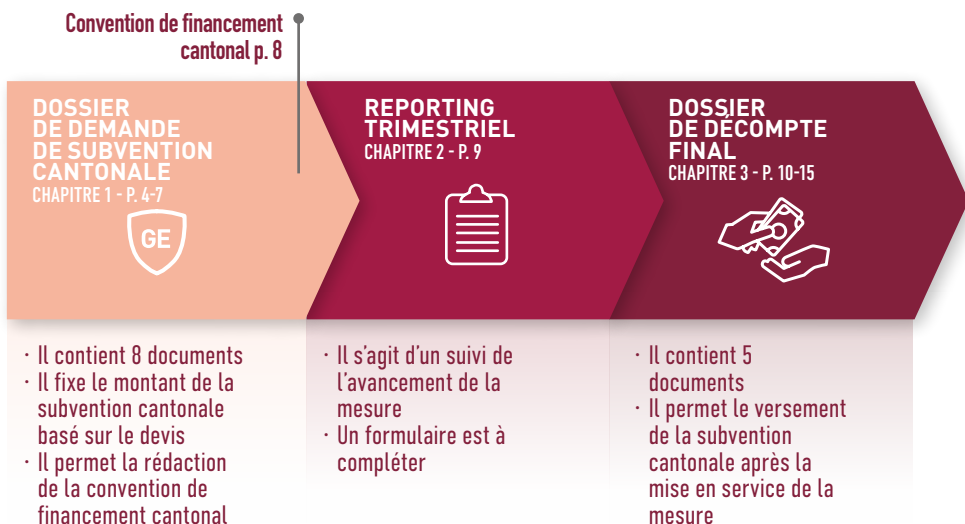 Convention de financement
cantonal p. 8
DOSSIER
DE DEMANDE
DE SUBVENTION
CANTONALE
CHAPITRE 1 - P. 4-7
GE
· Il contient 8 documents
· Il fixe le montant de la
subvention cantonale
basé sur le devis
· Il permet la rédaction
de la convention de
financement cantonal
REPORTING
TRIMESTRIEL
CHAPITRE 2 - P. 9
· Il s'agit d'un suivi de
l'avancement de la
mesure
· Un formulaire est à
compléter
DOSSIER
DE DÉCOMPTE
FINAL
CHAPITRE 3 - P. 10-15
· Il contient 5
documents
· Il permet le versement
de la subvention
cantonale après la
mise en service de la
mesure